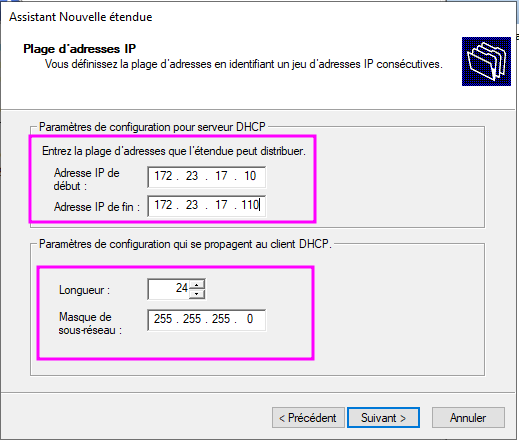 Assistant Nouvelle étendue
Plage d'adresses IP
Vous définissez la plage d'adresses en identifiant un jeu d'adresses IP consécutives.
Paramètres de configuration pour serveur DHCP
Entrez la plage d'adresses que l'étendue peut distribuer.
Adresse IP de
début :
172 . 23 . 17 . 10
Adresse IP de fin :
172 . 23 . 17 . 110
Paramètres de configuration qui se propagent au client DHCP.
Longueur :
24
Masque de
sous-réseau :
255 . 255 . 255 . 0
< Précédent
Suivant >
Annuler